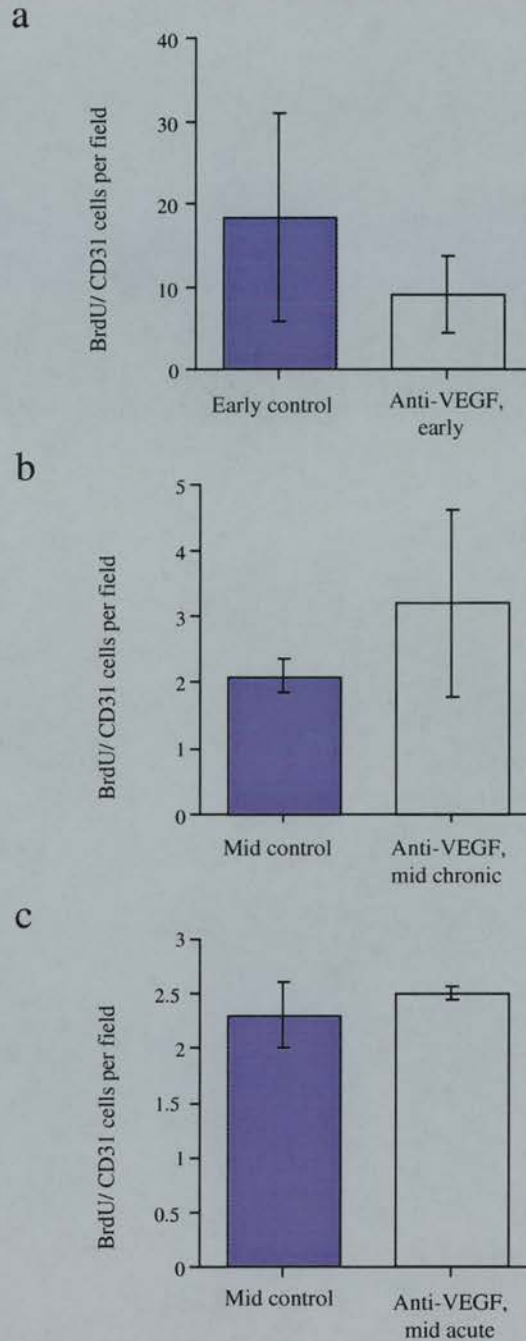 a
BrdU/ CD31 cells per field
40
30
20
10
0
Early control
Anti-VEGF,
early
b
BrdU/ CD31 cells per field
5
4
3
2
1
0
Mid control
Anti-VEGF,
mid chronic
c
BrdU/ CD31 cells per field
3
2.5
2
1.5
1
0.5
0
Mid control
Anti-VEGF,
mid acute